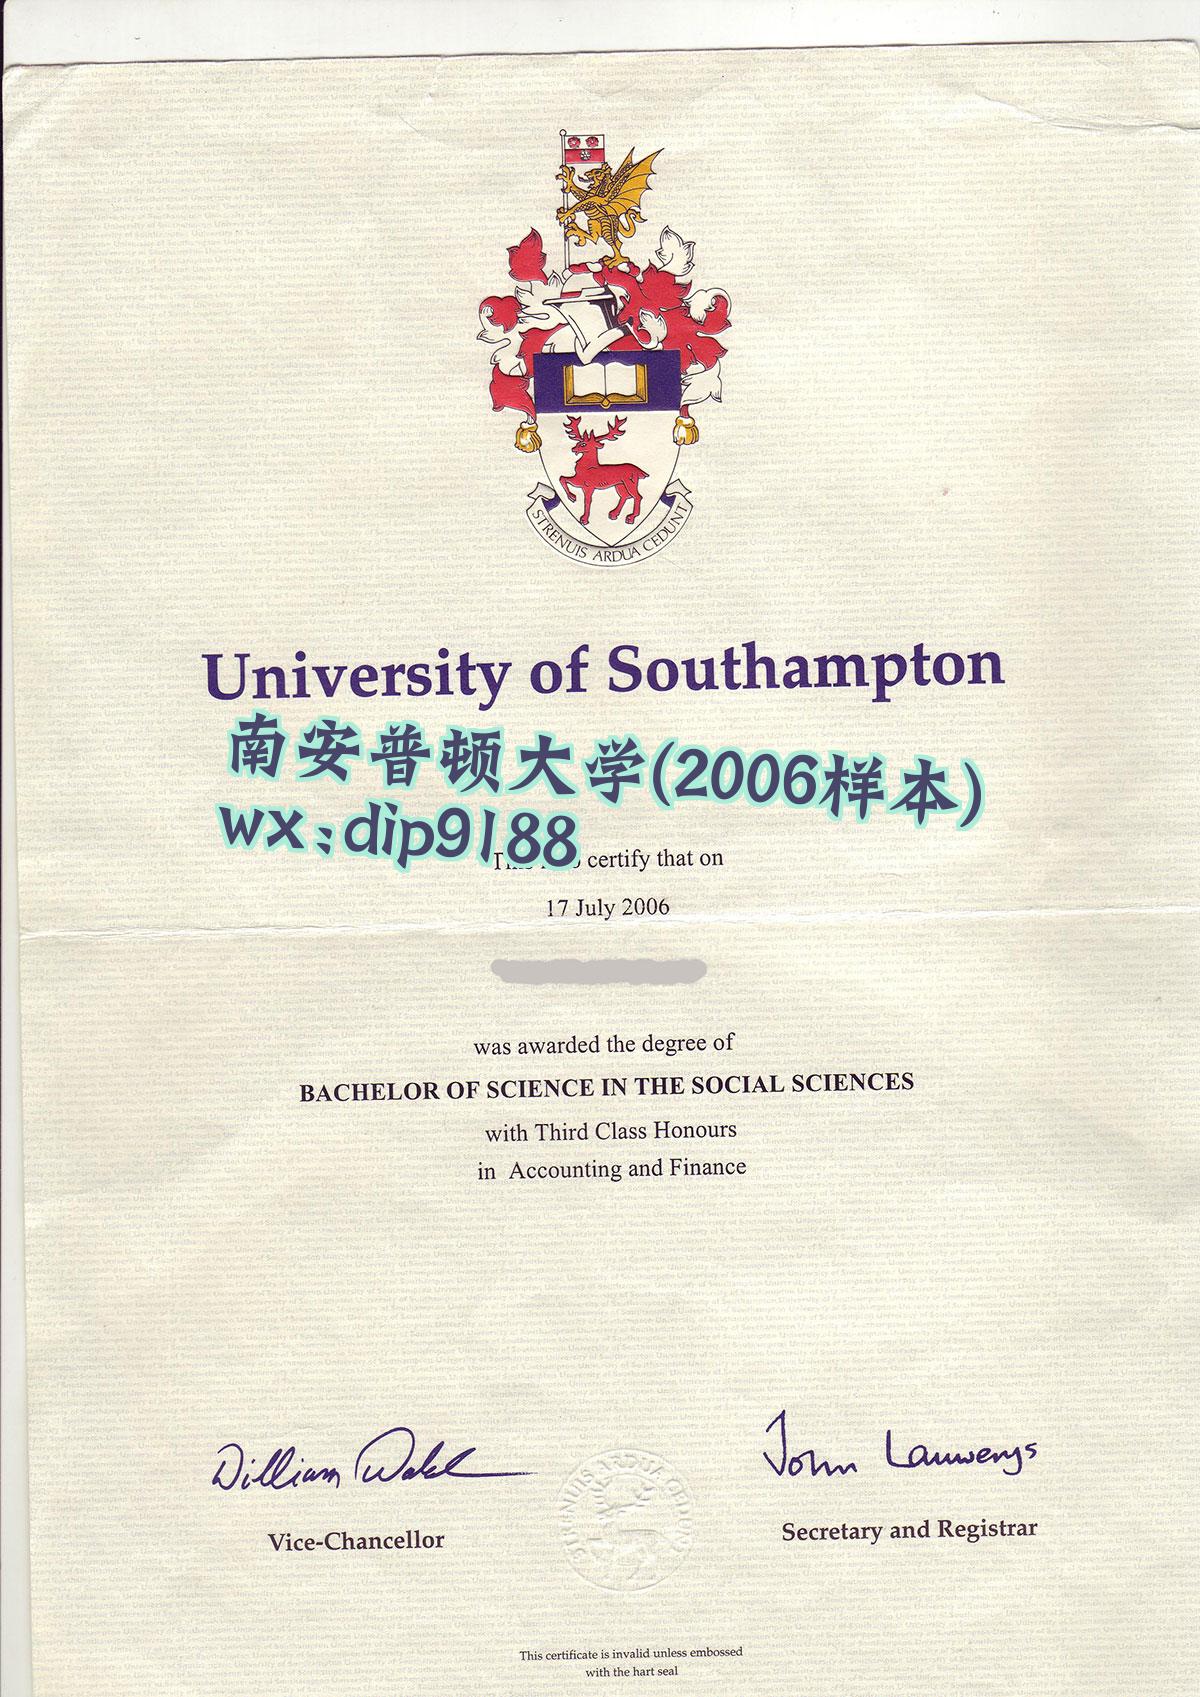 STRENUIS ARDUA CEDUNT
University of Southampton
南安普顿大学(2006样本)
wx:dip9188
certify that on
17 July 2006
was awarded the degree of
BACHELOR OF SCIENCE IN THE SOCIAL SCIENCES
with Third Class Honours
in Accounting and Finance
William Wakeham
John Lauwerys
Vice-Chancellor
Secretary and Registrar
STRENUIS ARDUA CEDUNT
This certificate is invalid unless embossed
with the hart seal